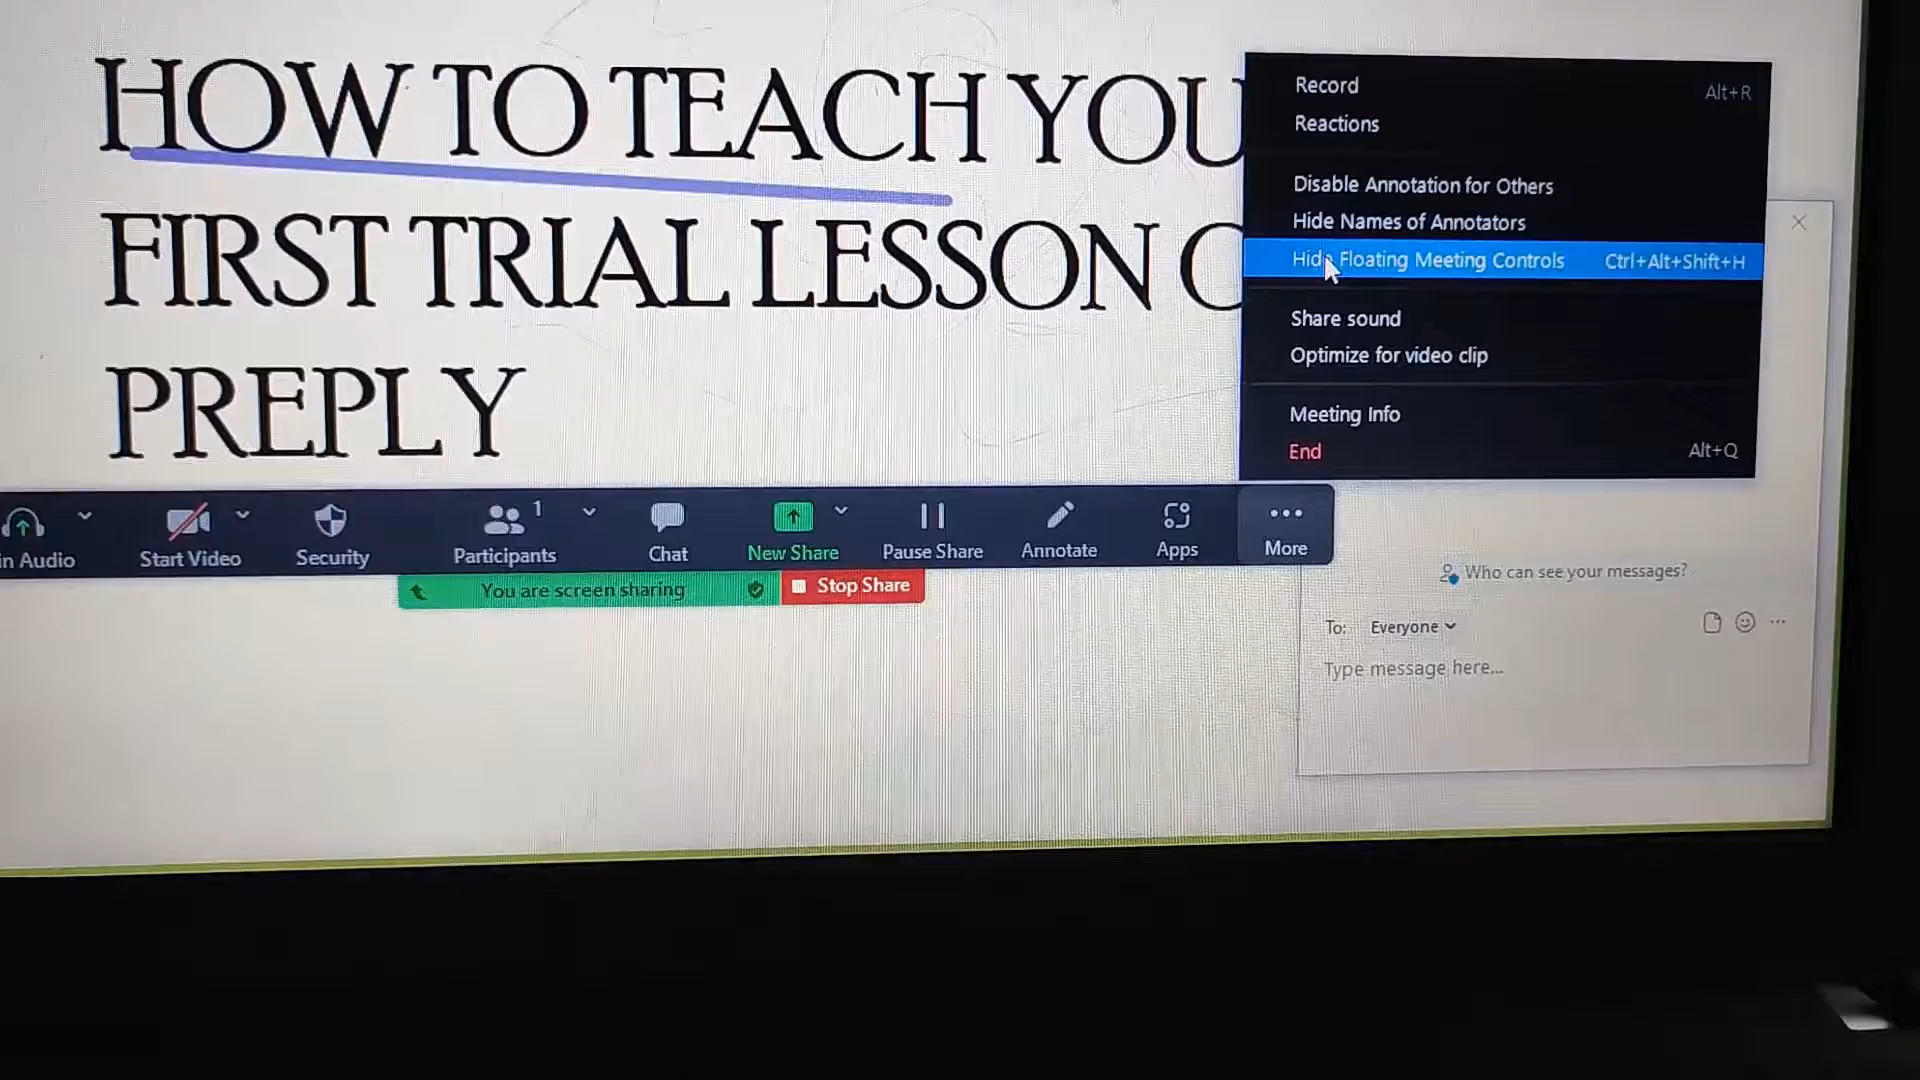 HOW TO TEACH YOU
FIRST TRIAL LESSON
PREPLY
Record Alt+R
Reactions
Disable Annotation for Others
Hide Names of Annotators
Hide Floating Meeting Controls Ctrl+Alt+Shift+H
Share sound
Optimize for video clip
Meeting Info
End Alt+Q
in Audio
Start Video
Security
Participants 1
Chat
New Share
Pause Share
Annotate
Apps
More
You are screen sharing
Stop Share
Who can see your messages?
To: Everyone
Type message here...